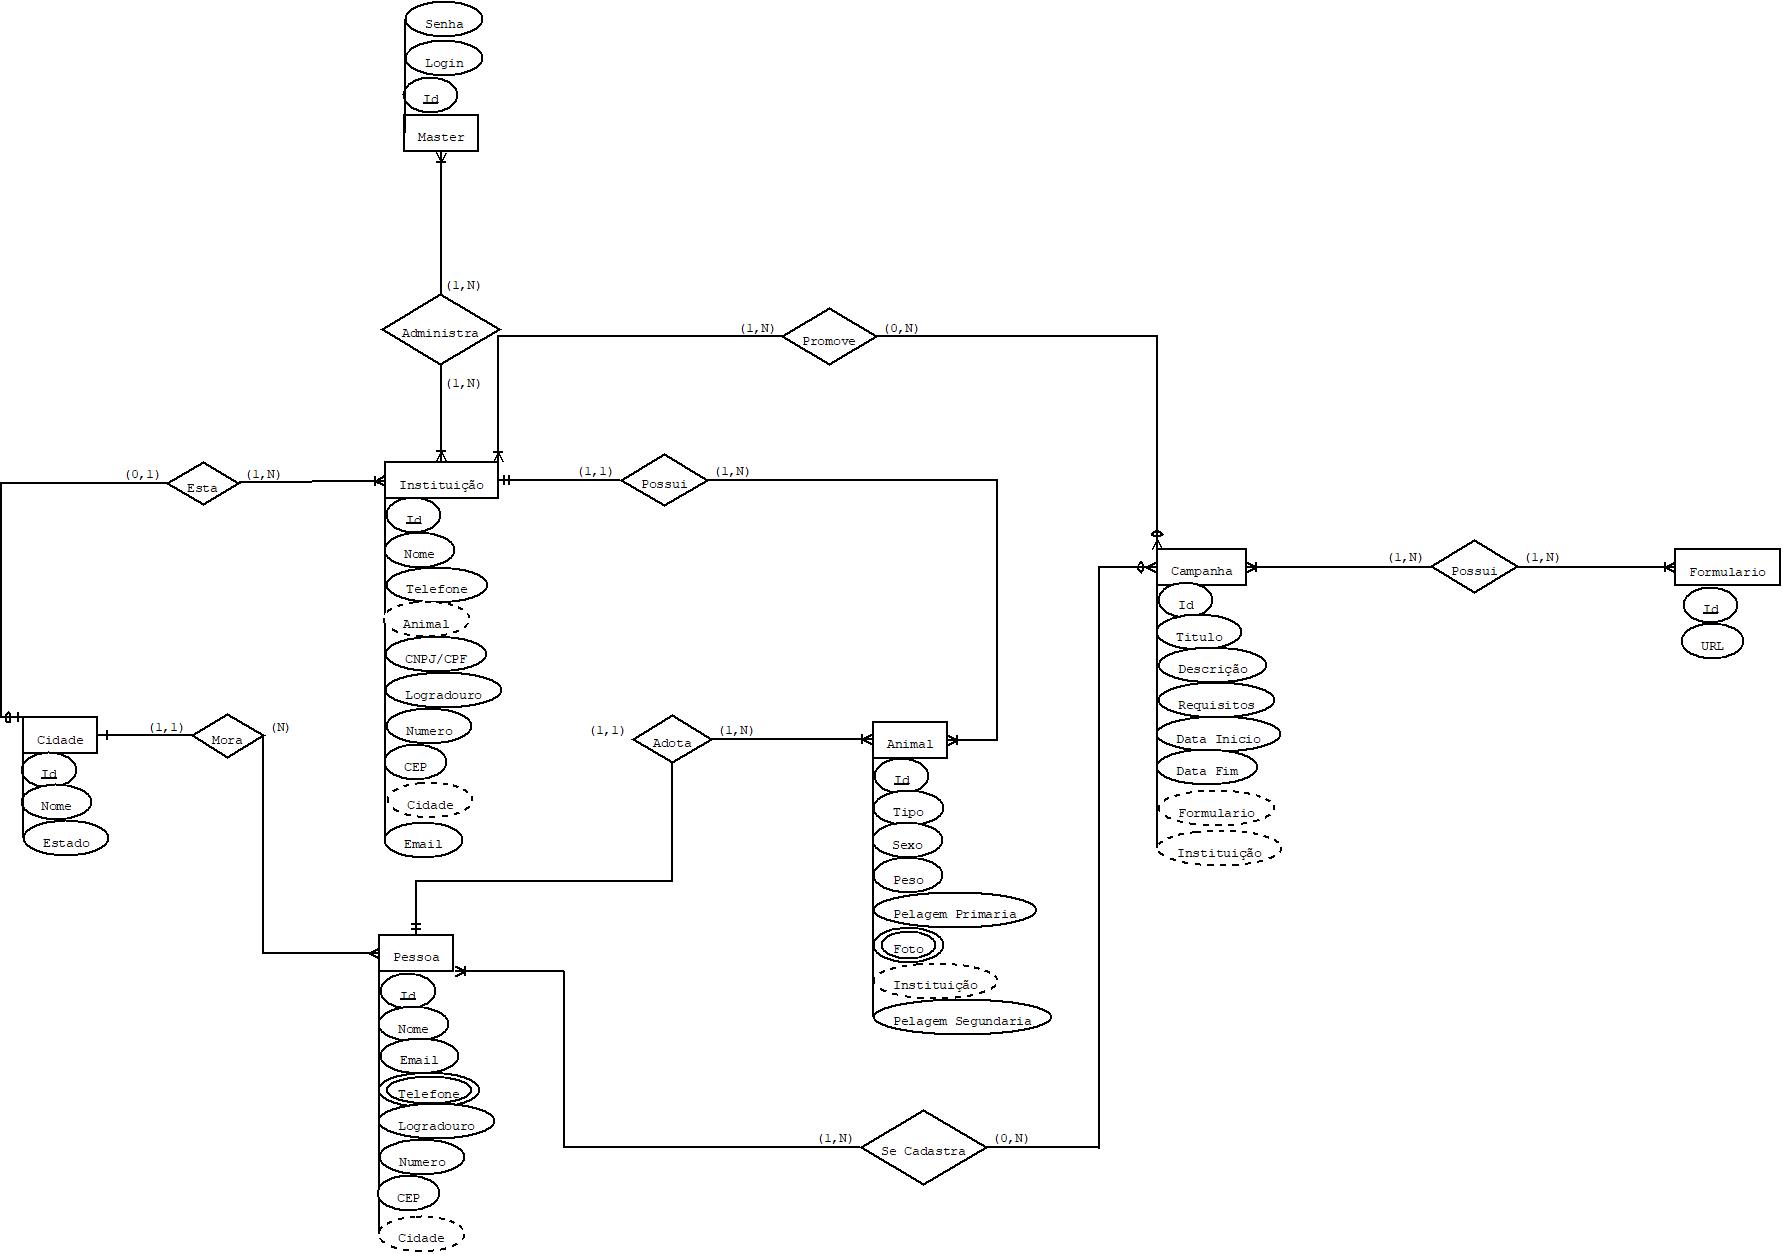 Senha
Login
Id
Master
(1,N)
Administra
(1,N)
(1,N)
Promove
(0,N)
(0,1)
Esta
(1,N)
Instituição
(1,1)
Possui
(1,N)
Id
Nome
Telefone
Animal
CNPJ/CPF
Logradouro
Numero
CEP
Cidade
Email
Campanha
(1,N)
Possui
(1,N)
Formulario
Id
Titulo
Descrição
Requisitos
Data Inicio
Data Fim
Formulario
Instituição
Id
URL
Cidade
(1,1)
Mora
(N)
Id
Nome
Estado
(1,1)
Adota
(1,N)
Animal
Id
Tipo
Sexo
Peso
Pelagem Primaria
Foto
Instituição
Pelagem Segundaria
Pessoa
Id
Nome
Email
Telefone
Logradouro
Numero
CEP
Cidade
(1,N)
Se Cadastra
(0,N)